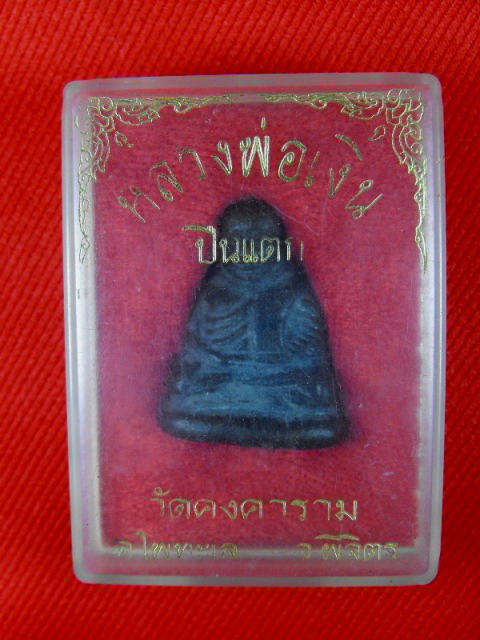 หลวงพ่อเงิน
ปืนแตก
วัดคงคาราม
อ.โพทะเล จ.พิจิตร